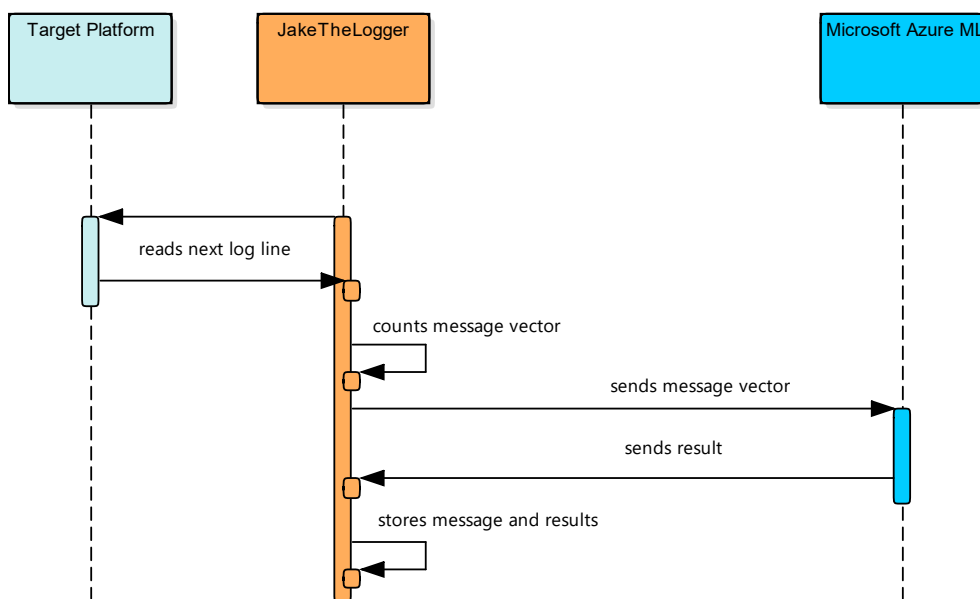 Target Platform
JakeTheLogger
Microsoft Azure ML
reads next log line
counts message vector
sends message vector
sends result
stores message and results